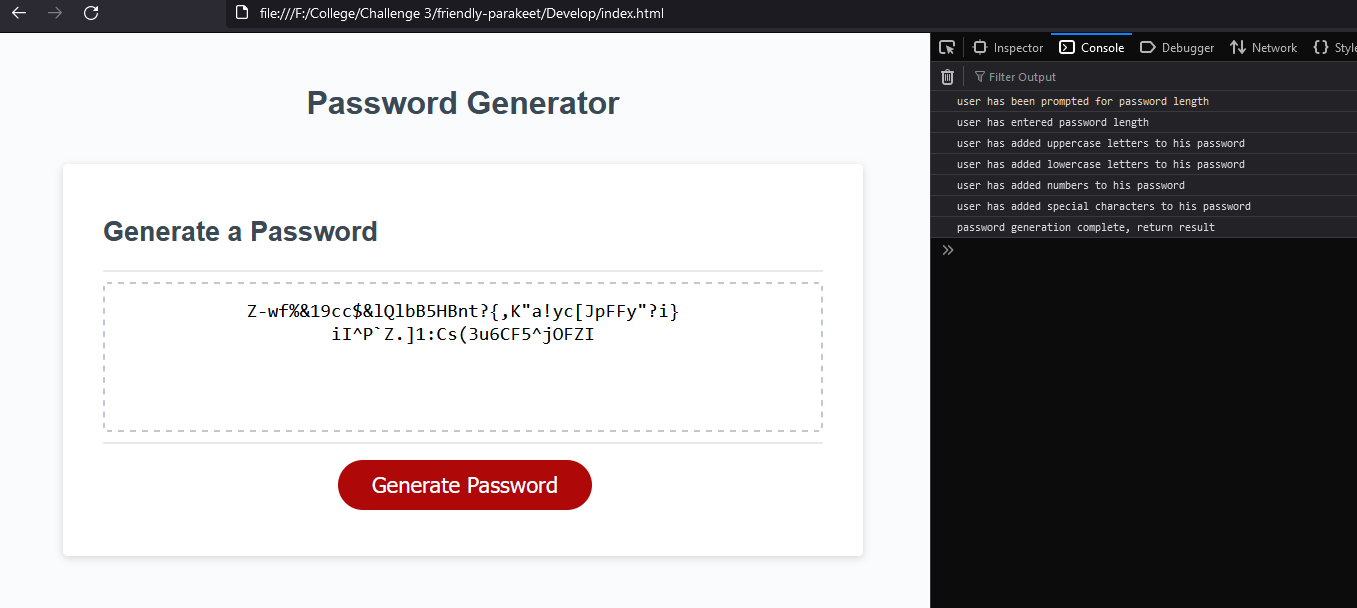 file:///F:/College/Challenge 3/friendly-parakeet/Develop/index.html
Inspector Console Debugger Network Style
Filter Output
Password Generator
Generate a Password
Z-wf%&19cc$&lQlbB5HBnt?{,K"a!yc[JpFFy"?i}
iI^P`Z.]1:Cs(3u6CF5^jOFZI
Generate Password
user has been prompted for password length
user has entered password length
user has added uppercase letters to his password
user has added lowercase letters to his password
user has added numbers to his password
user has added special characters to his password
password generation complete, return result